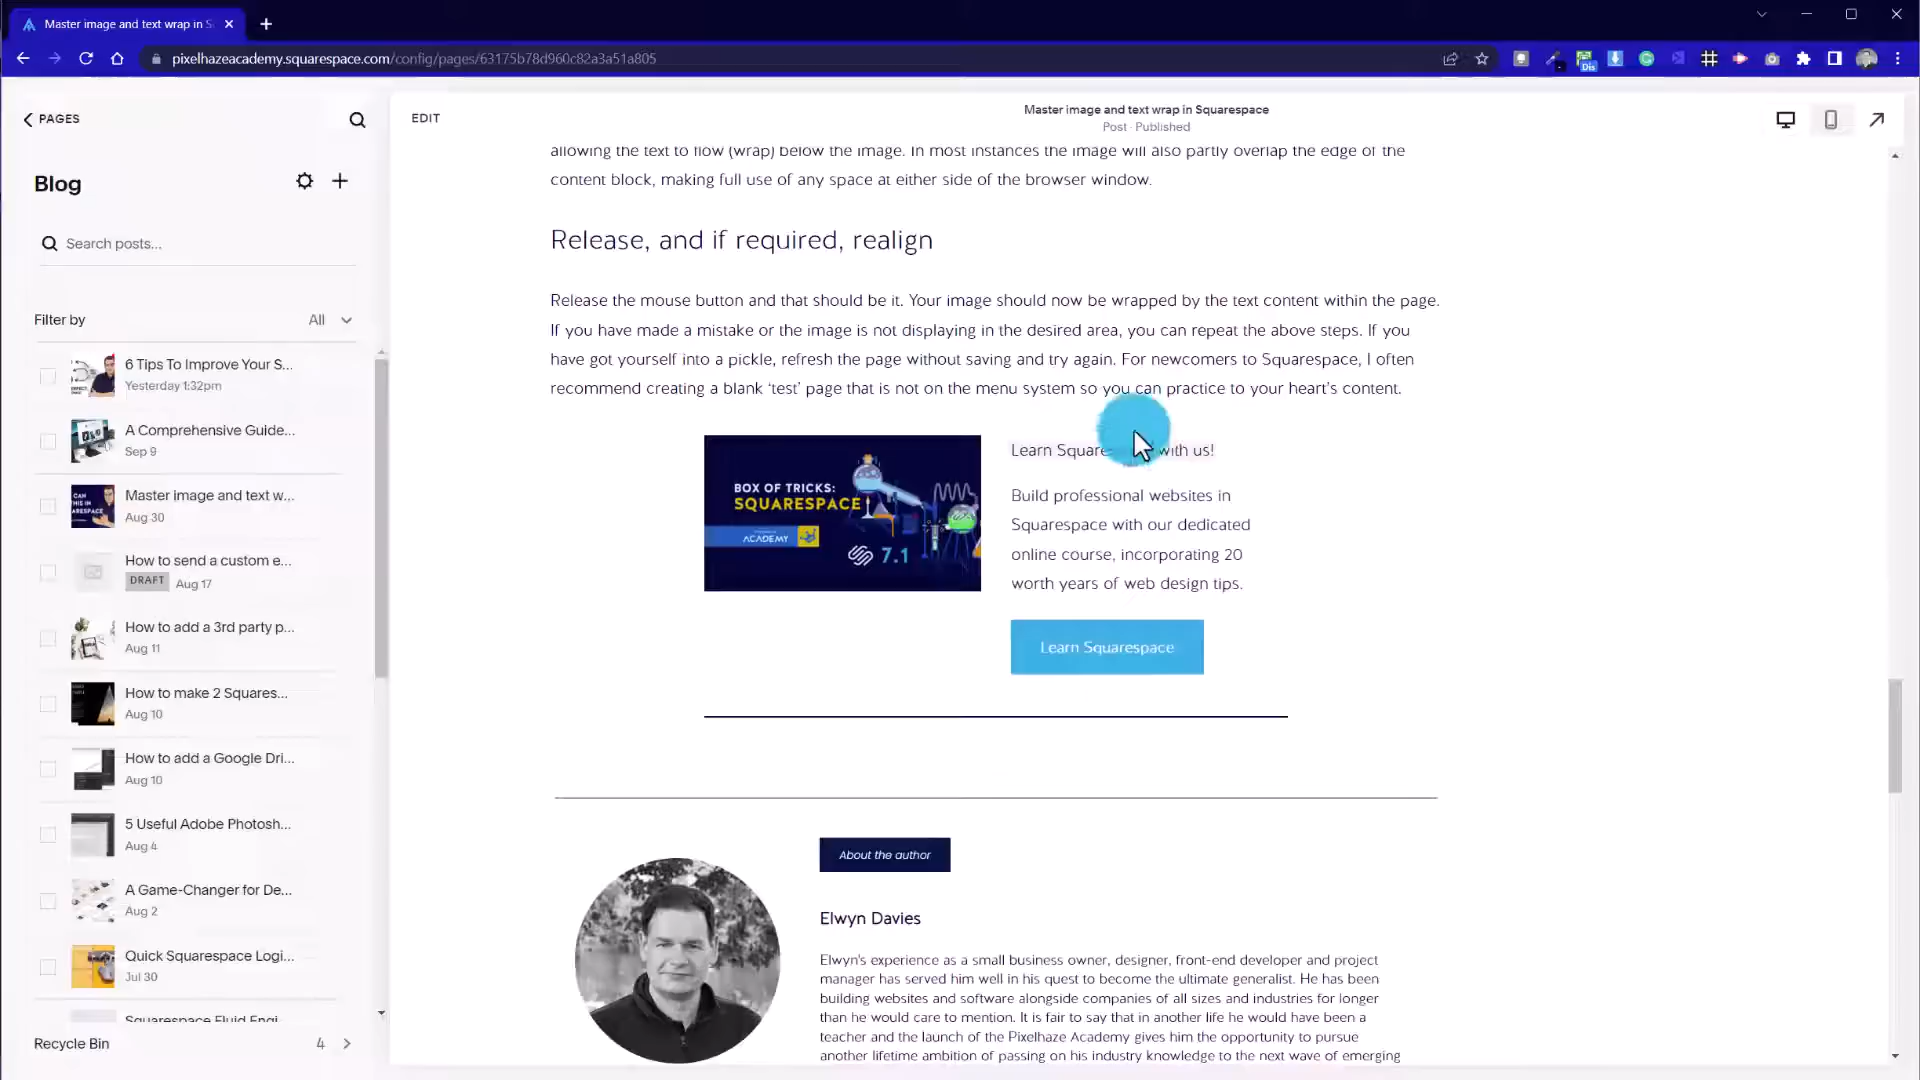 Master image and text wrap in S
pixelhazeacademy.squarespace.com/config/pages/63175b78d960c82a3a51a805
Dis
PAGES
Blog
Search posts...
Filter by
All
6 Tips To Improve Your S...
Yesterday 1:32pm
A Comprehensive Guide...
Sep 9
Master image and text w...
Aug 30
How to send a custom e...
DRAFT Aug 17
How to add a 3rd party p...
Aug 11
How to make 2 Squares...
Aug 10
How to add a Google Dri...
Aug 10
5 Useful Adobe Photosh...
Aug 4
A Game-Changer for De...
Aug 2
Quick Squarespace Logi...
Jul 30
Squarespace Fluid Engi
Recycle Bin
4
EDIT
Master image and text wrap in Squarespace
Post · Published
allowing the text to flow (wrap) below the image. In most instances the image will also partly overlap the edge of the
content block, making full use of any space at either side of the browser window.
Release, and if required, realign
Release the mouse button and that should be it. Your image should now be wrapped by the text content within the page.
If you have made a mistake or the image is not displaying in the desired area, you can repeat the above steps. If you
have got yourself into a pickle, refresh the page without saving and try again. For newcomers to Squarespace, I often
recommend creating a blank ‘test’ page that is not on the menu system so you can practice to your heart’s content.
BOX OF TRICKS:
SQUARESPACE
ACADEMY
7.1
Learn Square with us!
Build professional websites in
Squarespace with our dedicated
online course, incorporating 20
worth years of web design tips.
Learn Squarespace
About the author
Elwyn Davies
Elwyn's experience as a small business owner, designer, front-end developer and project
manager has served him well in his quest to become the ultimate generalist. He has been
building websites and software alongside companies of all sizes and industries for longer
than he would care to mention. It is fair to say that in another life he would have been a
teacher and the launch of the Pixelhaze Academy gives him the opportunity to pursue
another lifetime ambition of passing on his industry knowledge to the next wave of emerging